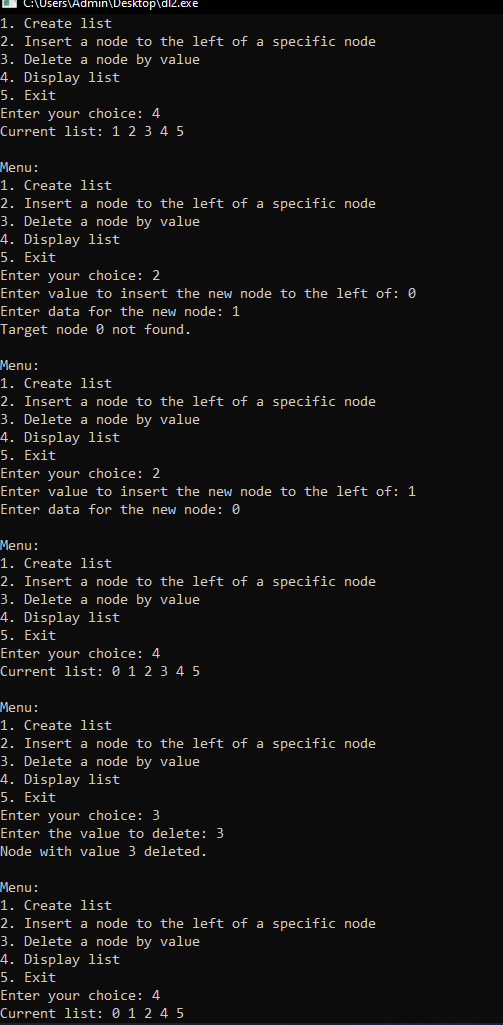 C:\Users\Admin\Desktop\dl2.exe
1. Create list
2. Insert a node to the left of a specific node
3. Delete a node by value
4. Display list
5. Exit
Enter your choice: 4
Current list: 1 2 3 4 5

Menu:
1. Create list
2. Insert a node to the left of a specific node
3. Delete a node by value
4. Display list
5. Exit
Enter your choice: 2
Enter value to insert the new node to the left of: 0
Enter data for the new node: 1
Target node 0 not found.

Menu:
1. Create list
2. Insert a node to the left of a specific node
3. Delete a node by value
4. Display list
5. Exit
Enter your choice: 2
Enter value to insert the new node to the left of: 1
Enter data for the new node: 0

Menu:
1. Create list
2. Insert a node to the left of a specific node
3. Delete a node by value
4. Display list
5. Exit
Enter your choice: 4
Current list: 0 1 2 3 4 5

Menu:
1. Create list
2. Insert a node to the left of a specific node
3. Delete a node by value
4. Display list
5. Exit
Enter your choice: 3
Enter the value to delete: 3
Node with value 3 deleted.

Menu:
1. Create list
2. Insert a node to the left of a specific node
3. Delete a node by value
4. Display list
5. Exit
Enter your choice: 4
Current list: 0 1 2 4 5